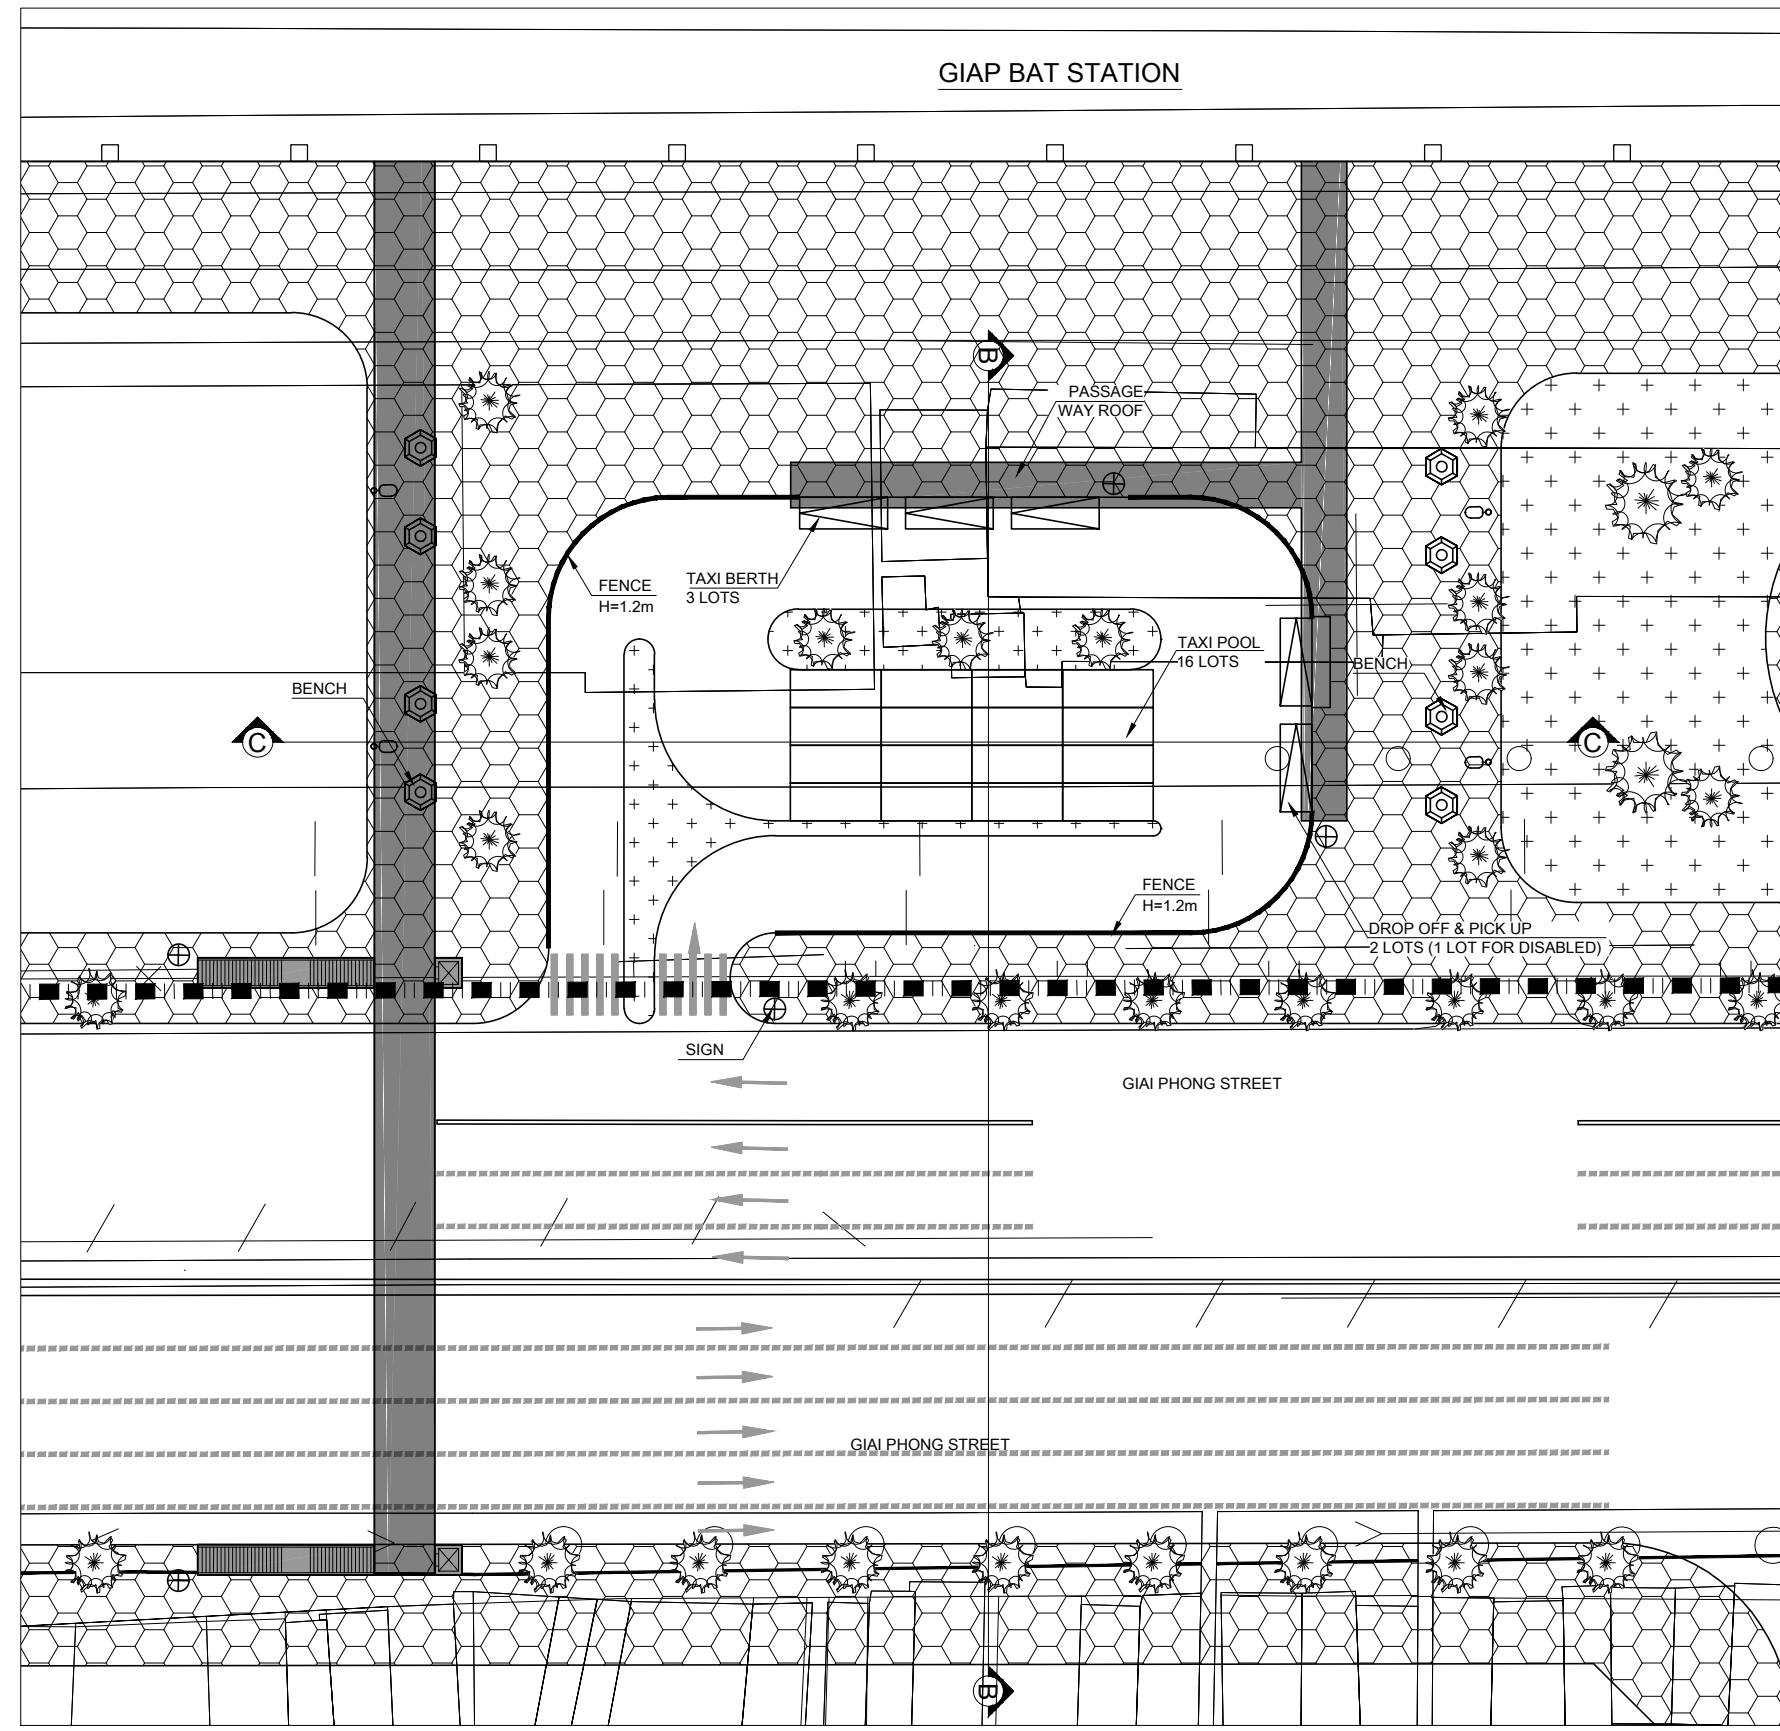 GIAP BAT STATION
B
PASSAGE
WAY ROOF
FENCE
H=1.2m
TAXI BERTH
3 LOTS
TAXI POOL
16 LOTS
BENCH
BENCH
C
C
FENCE
H=1.2m
DROP OFF & PICK UP
2 LOTS (1 LOT FOR DISABLED)
SIGN
GIAI PHONG STREET
GIAI PHONG STREET
B